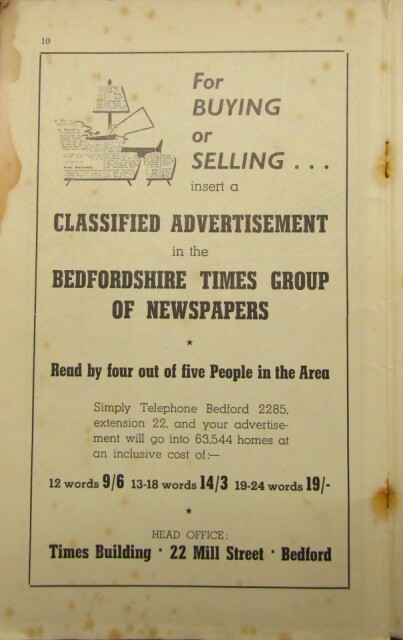 10
For
BUYING
or
SELLING . . .
insert a
CLASSIFIED ADVERTISEMENT
in the
BEDFORDSHIRE TIMES GROUP
OF NEWSPAPERS
★
Read by four out of five People in the Area
Simply Telephone Bedford 2285,
extension 22, and your advertise-
ment will go into 63,544 homes at
an inclusive cost of:—
12 words 9/6 13-18 words 14/3 19-24 words 19/-
★
HEAD OFFICE:
Times Building · 22 Mill Street · Bedford